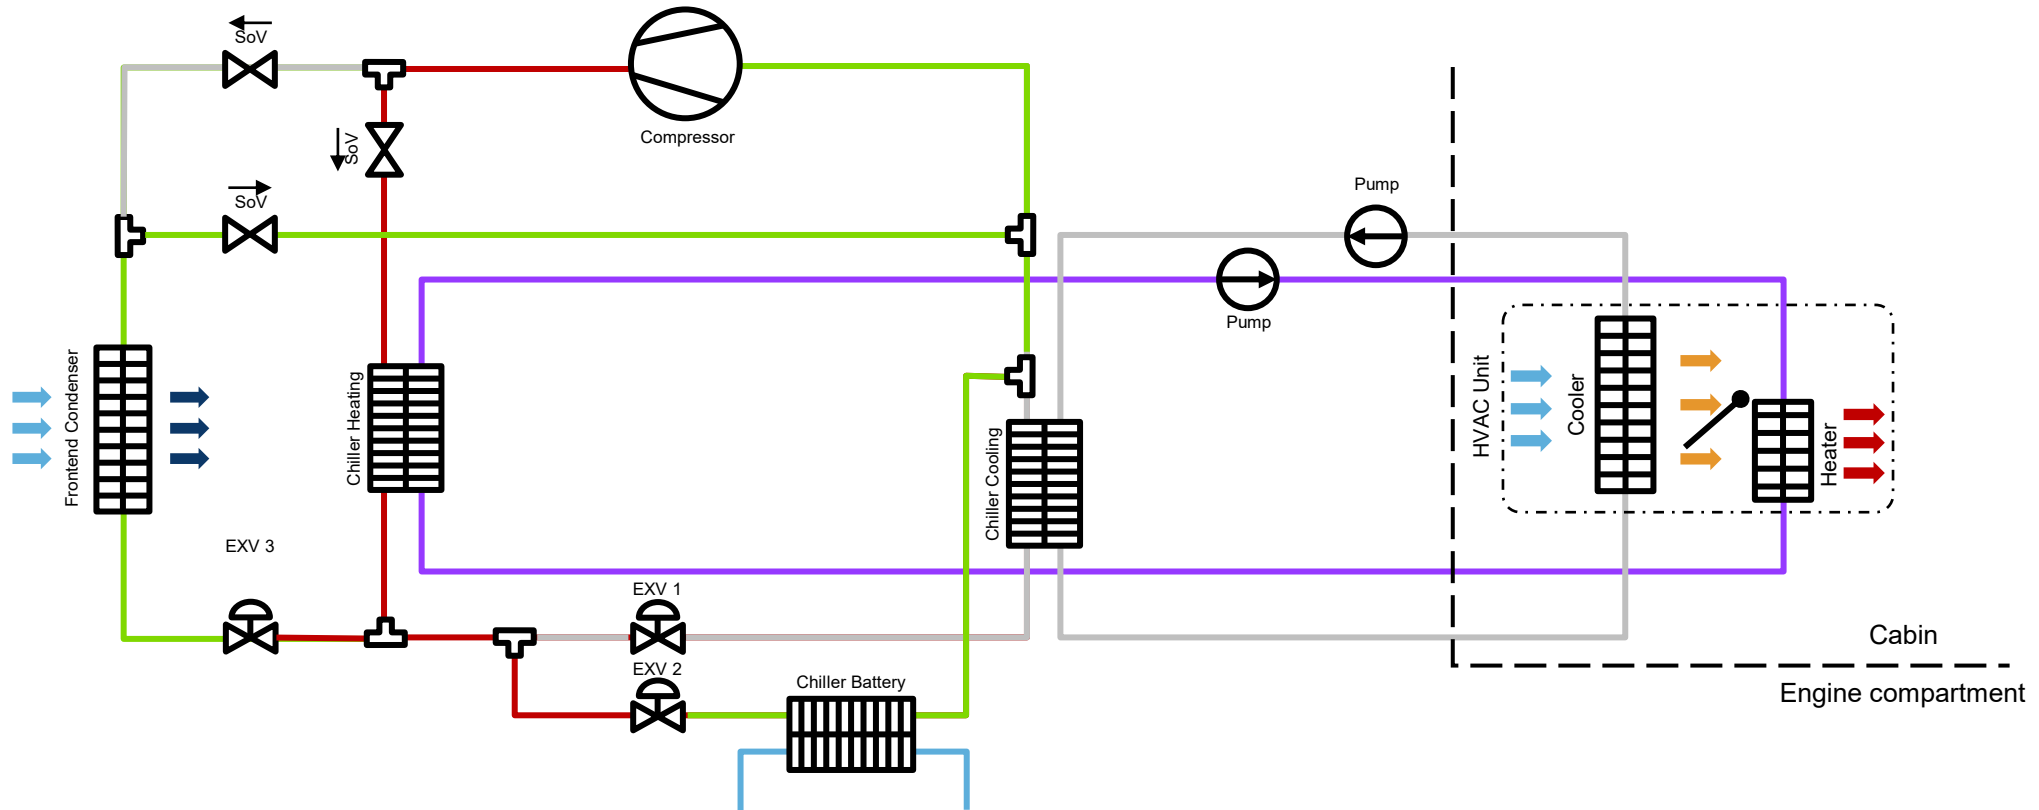 SoV
Compressor
SoV
SoV
Pump
Pump
Frontend Condenser
Chiller Heating
Chiller Cooling
HVAC Unit
Cooler
Heater
EXV 3
EXV 1
EXV 2
Chiller Battery
Cabin
Engine compartment